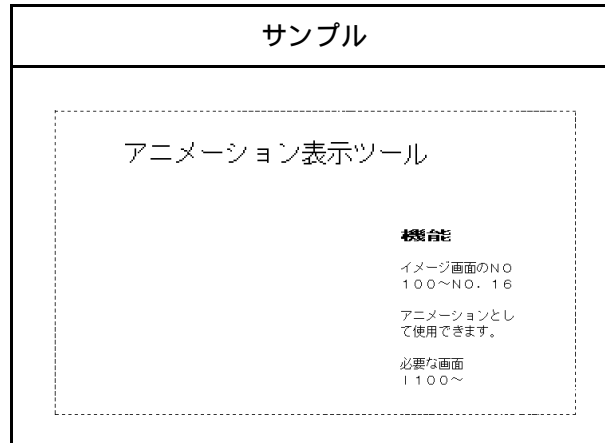 サンプル
アニメーション表示ツール
機能
イメージ画面のNO
100〜NO. 16
アニメーションとし
て使用できます。
必要な画面
I100〜